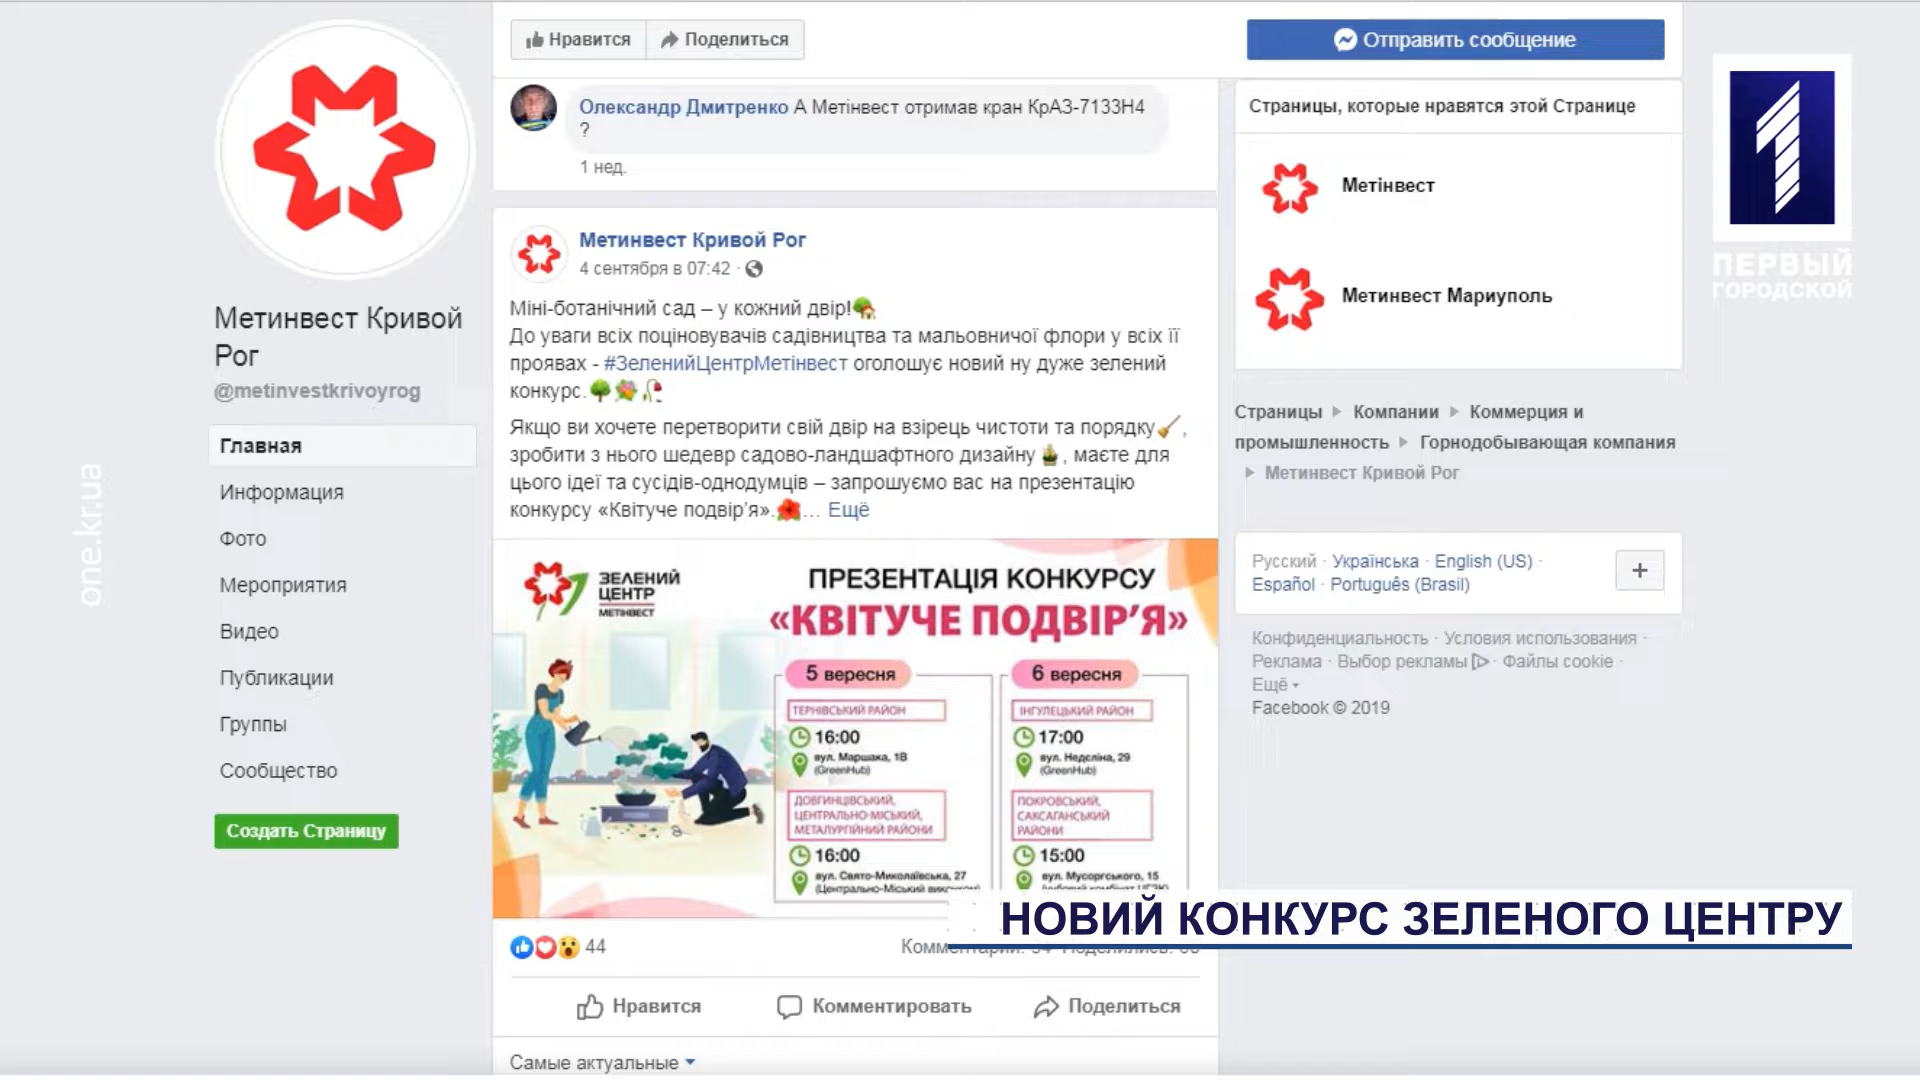 Нравится
Поделиться
Отправить сообщение
Олександр Дмитренко А Метінвест отримав кран КрАЗ-7133Н4
?
1 нед.
Метинвест Кривой Рог
4 сентября в 07:42
Міні-ботанічний сад – у кожний двір!
До уваги всіх поціновувачів садівництва та мальовничої флори у всіх її
проявах - #ЗеленийЦентрМетінвест оголошує новий ну дуже зелений
конкурс.
Якщо ви хочете перетворити свій двір на взірець чистоти та порядку ,
зробити з нього шедевр садово-ландшафтного дизайну , маєте для
цього ідеї та сусідів-однодумців – запрошуємо вас на презентацію
конкурсу «Квітуче подвір’я». ... Ещё
ЗЕЛЕНИЙ
ЦЕНТР
МЕТІНВЕСТ
ПРЕЗЕНТАЦІЯ КОНКУРСУ
«КВІТУЧЕ ПОДВІР’Я»
5 вересня
ТЕРНІВСЬКИЙ РАЙОН
16:00
вул. Маршака, 1В
(GreenHub)
ДОВГИНЦІВСЬКИЙ,
ЦЕНТРАЛЬНО-МІСЬКИЙ,
МЕТАЛУРГІЙНИЙ РАЙОНИ
16:00
вул. Свято-Миколаївська, 27
(Центрально-Міський виконком)
6 вересня
ІНГУЛЕЦЬКИЙ РАЙОН
17:00
вул. Недєліна, 29
(GreenHub)
ПОКРОВСЬКИЙ,
САКСАГАНСЬКИЙ
РАЙОНИ
15:00
вул. Мусоргського, 15
44
Комментарии:
Поделились:
Нравится
Комментировать
Поделиться
Самые актуальные
Метинвест Кривой
Рог
@metinvestkrivoyrog
Главная
Информация
Фото
Мероприятия
Видео
Публикации
Группы
Сообщество
Создать Страницу
Страницы, которые нравятся этой Странице
Метінвест
Метинвест Мариуполь
Страницы Компании Коммерция и
промышленность Горнодобывающая компания
Метинвест Кривой Рог
Русский · Українська · English (US) ·
Español · Português (Brasil)
+
Конфиденциальность · Условия использования ·
Реклама · Выбор рекламы · Файлы cookie ·
Ещё
Facebook © 2019
1
ПЕРВЫЙ
ГОРОДСКОЙ
one.kr.ua
НОВИЙ КОНКУРС ЗЕЛЕНОГО ЦЕНТРУ